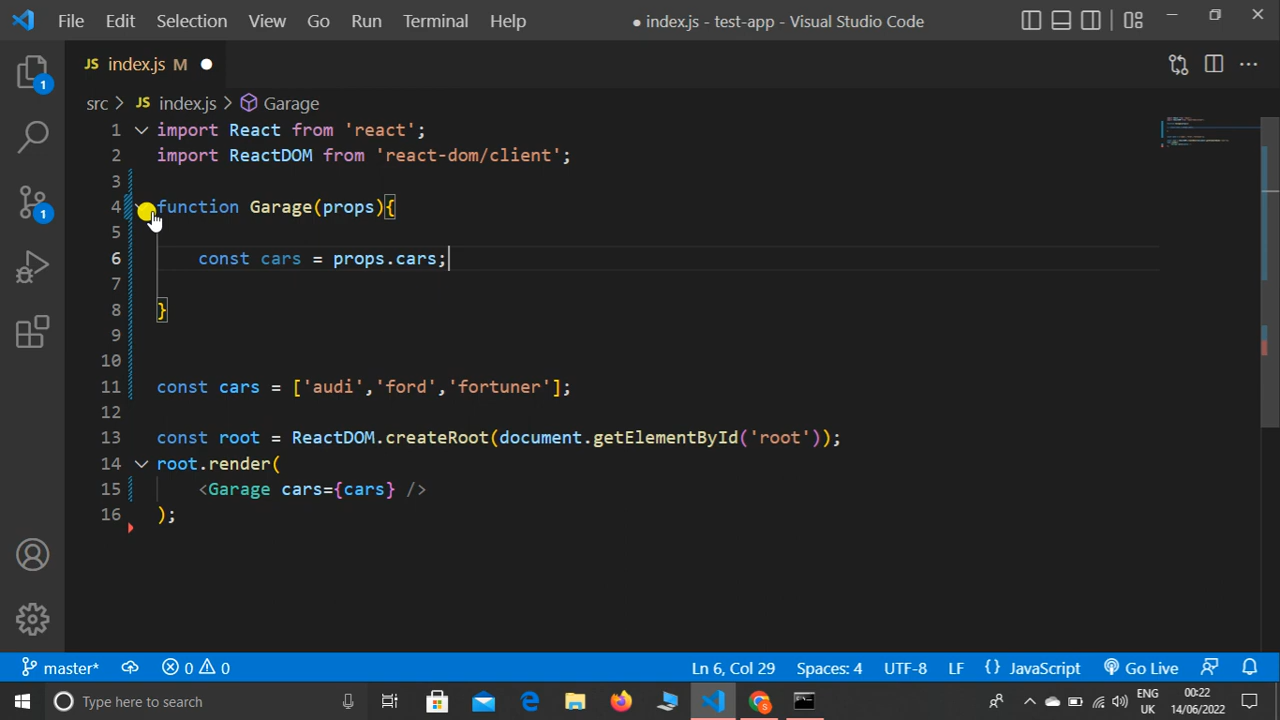 File Edit Selection View Go Run Terminal Help
● index.js - test-app - Visual Studio Code
JS index.js M
src > JS index.js > Garage
1 import React from 'react';
2 import ReactDOM from 'react-dom/client';
3
4 function Garage(props){
5
6 const cars = props.cars;
7
8 }
9
10
11 const cars = ['audi','ford','fortuner'];
12
13 const root = ReactDOM.createRoot(document.getElementById('root'));
14 root.render(
15 <Garage cars={cars} />
16 );
1
1
master* 0 0 Ln 6, Col 29 Spaces: 4 UTF-8 LF {} JavaScript Go Live
Type here to search
ENG
UK
00:22
14/06/2022